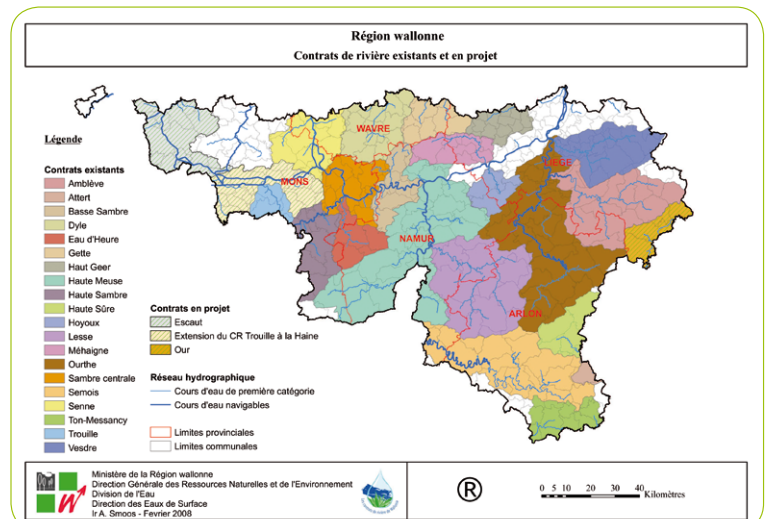 Région wallonne
Contrats de rivière existants et en projet
Légende
Contrats existants
Amblève
Attert
Basse Sambre
Dyle
Eau d'Heure
Gette
Haut Geer
Haute Meuse
Haute Sambre
Haute Sûre
Hoyoux
Lesse
Méhaigne
Ourthe
Sambre centrale
Semois
Senne
Ton-Messancy
Trouille
Vesdre
Contrats en projet
Escaut
Extension du CR Trouille à la Haine
Our
Réseau hydrographique
Cours d'eau de première catégorie
Cours d'eau navigables
Limites provinciales
Limites communales
WAVRE
LIEGE
MONS
NAMUR
ARLON
Ministère de la Région wallonne
Direction Générale des Ressources Naturelles et de l'Environnement
Division de l'Eau
Direction des Eaux de Surface
Ir A. Smoos - Fevrier 2008
®
0 5 10 20 30 40 Kilomètres